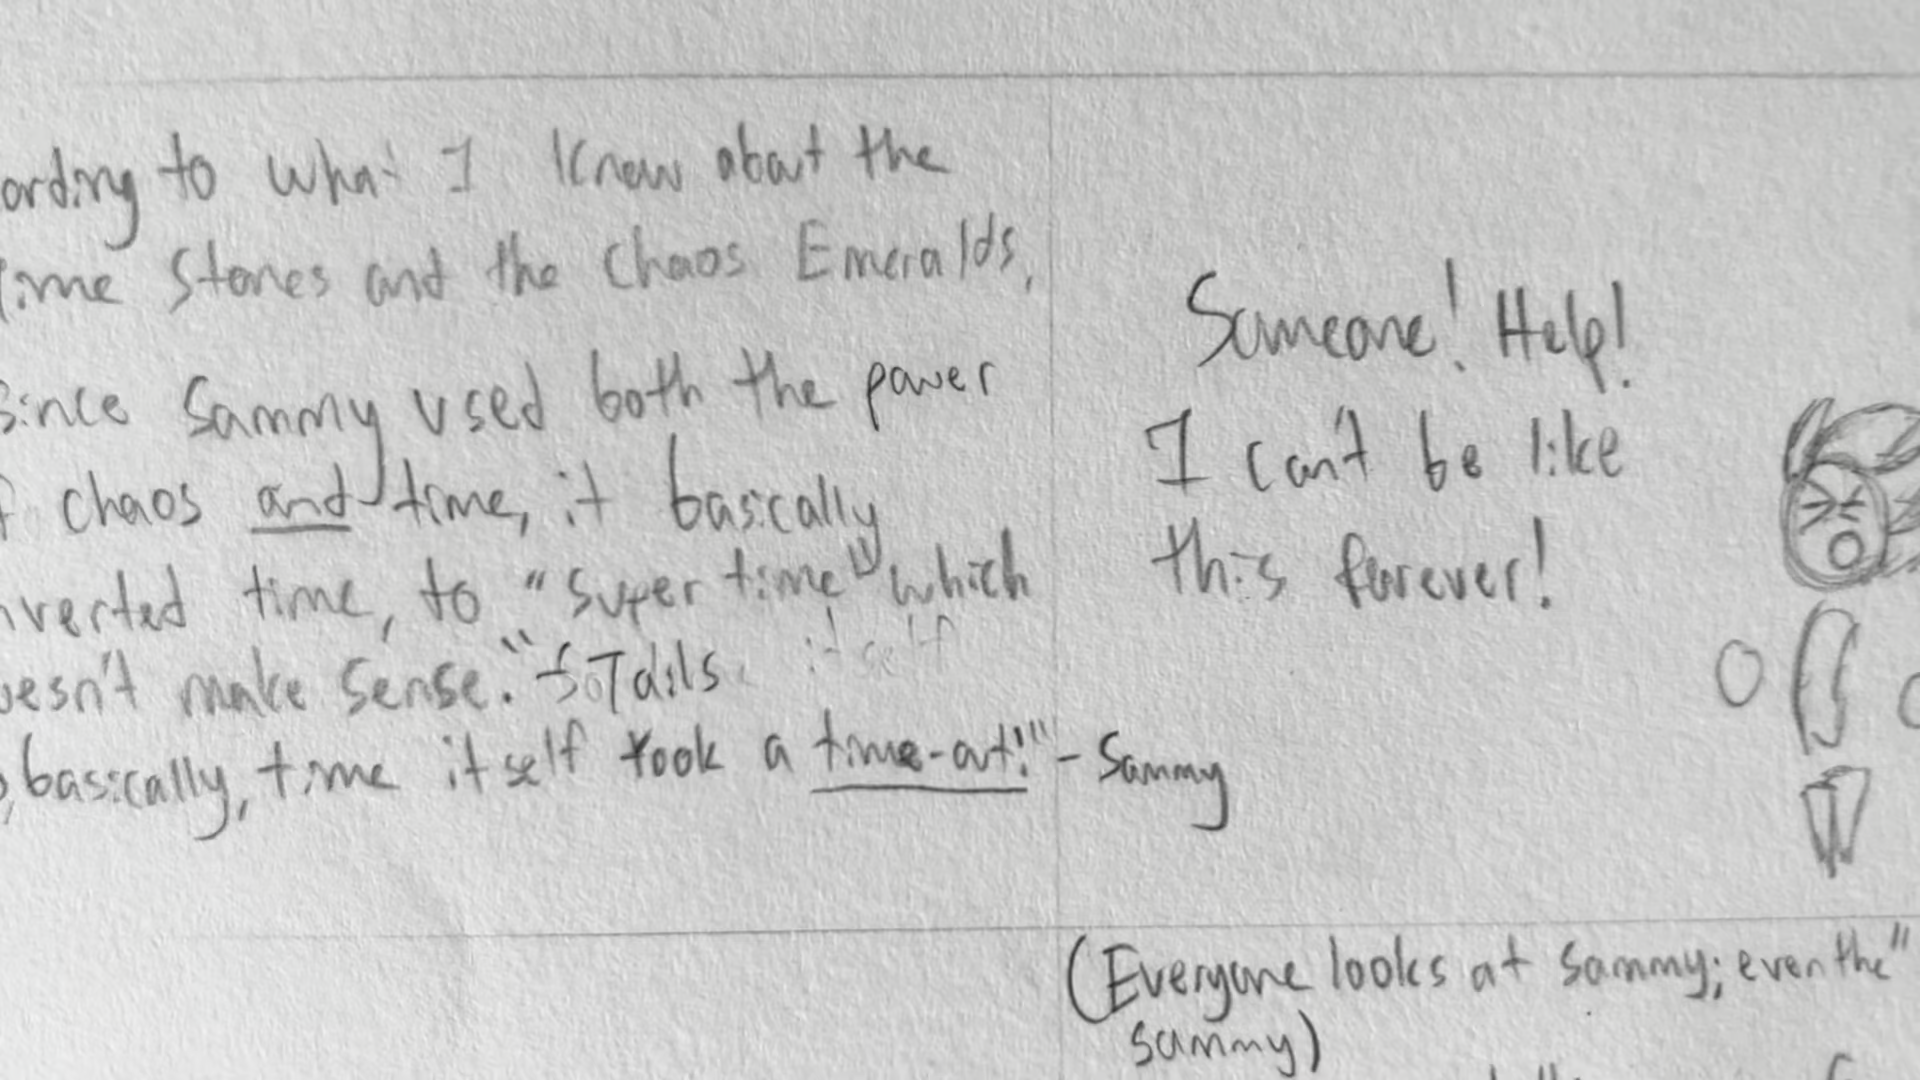 ording to what I know about the
ime Stones and the Chaos Emeralds,
since Sammy used both the power
f chaos and time, it basically
nverted time, to "super time" which
oesn't make sense." Tails
itself
basically, time itself took a time-out!" - Sammy
Someone! Help!
I can't be like
this forever!
(Everyone looks at Sammy; even the"
sammy)